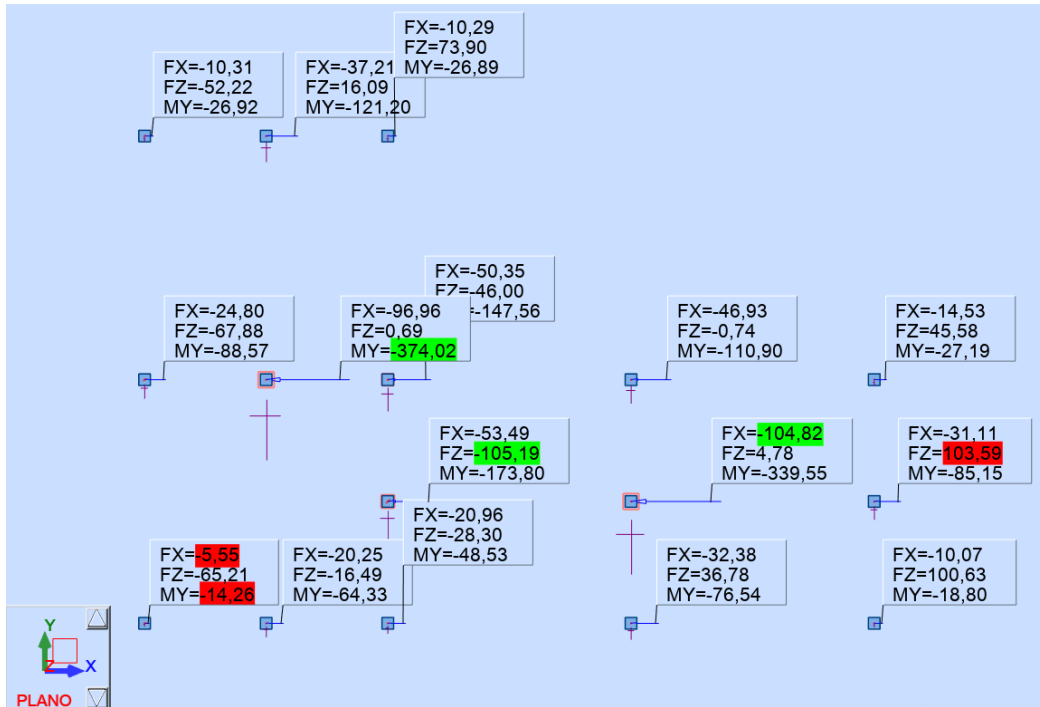 FX=-10,29
FZ=73,90
MY=-26,89
FX=-10,31
FZ=-52,22
MY=-26,92
FX=-37,21
FZ=16,09
MY=-121,20
FX=-50,35
FZ=-46,00
-147,56
FX=-24,80
FZ=-67,88
MY=-88,57
FX=-96,96
FZ=0,69
MY=-374,02
FX=-46,93
FZ=-0,74
MY=-110,90
FX=-14,53
FZ=45,58
MY=-27,19
FX=-53,49
FZ=-105,19
MY=-173,80
FX=-104,82
FZ=4,78
MY=-339,55
FX=-31,11
FZ=103,59
MY=-85,15
FX=-20,96
FZ=-28,30
MY=-48,53
FX=-5,55
FZ=-65,21
MY=-14,26
FX=-20,25
FZ=-16,49
MY=-64,33
FX=-32,38
FZ=36,78
MY=-76,54
FX=-10,07
FZ=100,63
MY=-18,80
Y
Z
X
PLANO